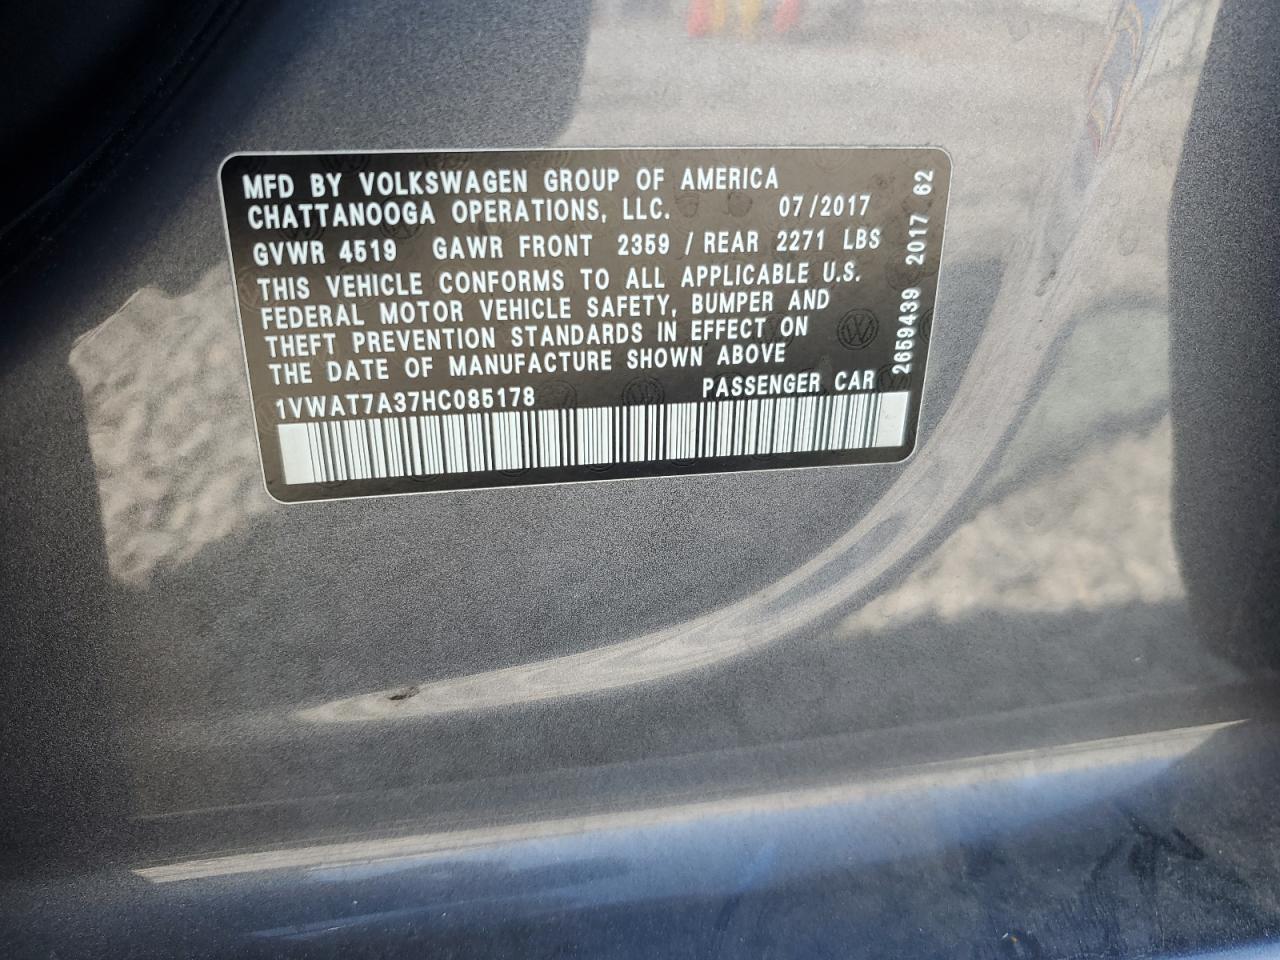 MFD BY VOLKSWAGEN GROUP OF AMERICA
CHATTANOOGA OPERATIONS, LLC. 07/2017
GVWR 4519 GAWR FRONT 2359 / REAR 2271 LBS
THIS VEHICLE CONFORMS TO ALL APPLICABLE U.S.
FEDERAL MOTOR VEHICLE SAFETY, BUMPER AND
THEFT PREVENTION STANDARDS IN EFFECT ON
THE DATE OF MANUFACTURE SHOWN ABOVE
1VWAT7A37HC085178 PASSENGER CAR
2659439 2017 62